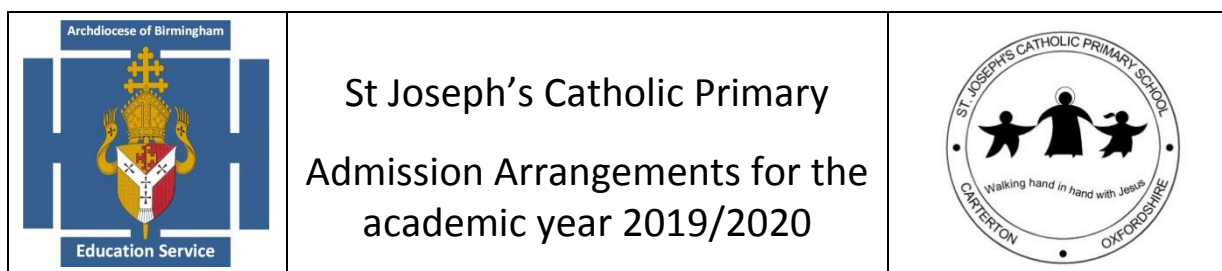 Archdiocese of Birmingham
Education Service
St Joseph’s Catholic Primary
Admission Arrangements for the
academic year 2019/2020
ST. JOSEPH'S CATHOLIC PRIMARY SCHOOL
Walking hand in hand with Jesus
CARTERTON
OXFORDSHIRE